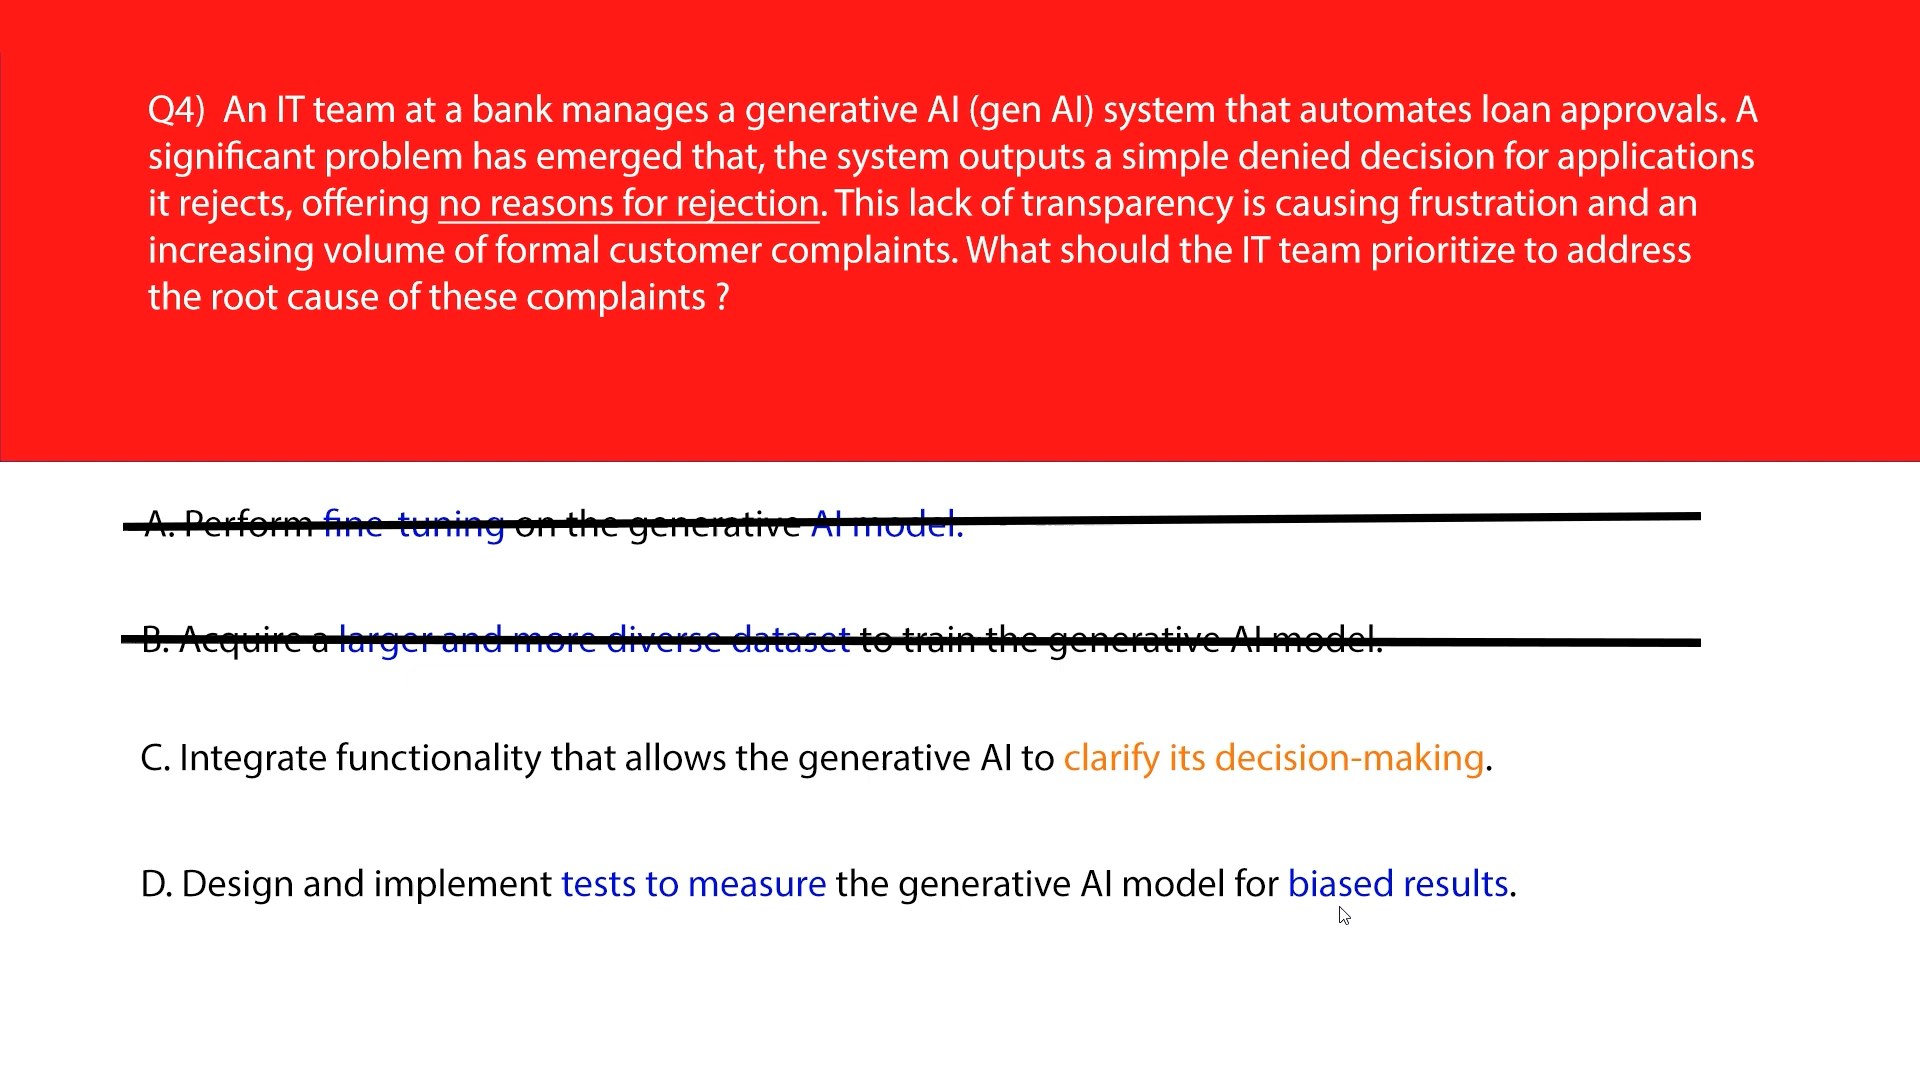 Q4) An IT team at a bank manages a generative AI (gen AI) system that automates loan approvals. A
significant problem has emerged that, the system outputs a simple denied decision for applications
it rejects, offering no reasons for rejection. This lack of transparency is causing frustration and an
increasing volume of formal customer complaints. What should the IT team prioritize to address
the root cause of these complaints ?
A. Perform fine-tuning on the generative AI model.
B. Acquire a larger and more diverse dataset to train the generative AI model.
C. Integrate functionality that allows the generative AI to clarify its decision-making.
D. Design and implement tests to measure the generative AI model for biased results.